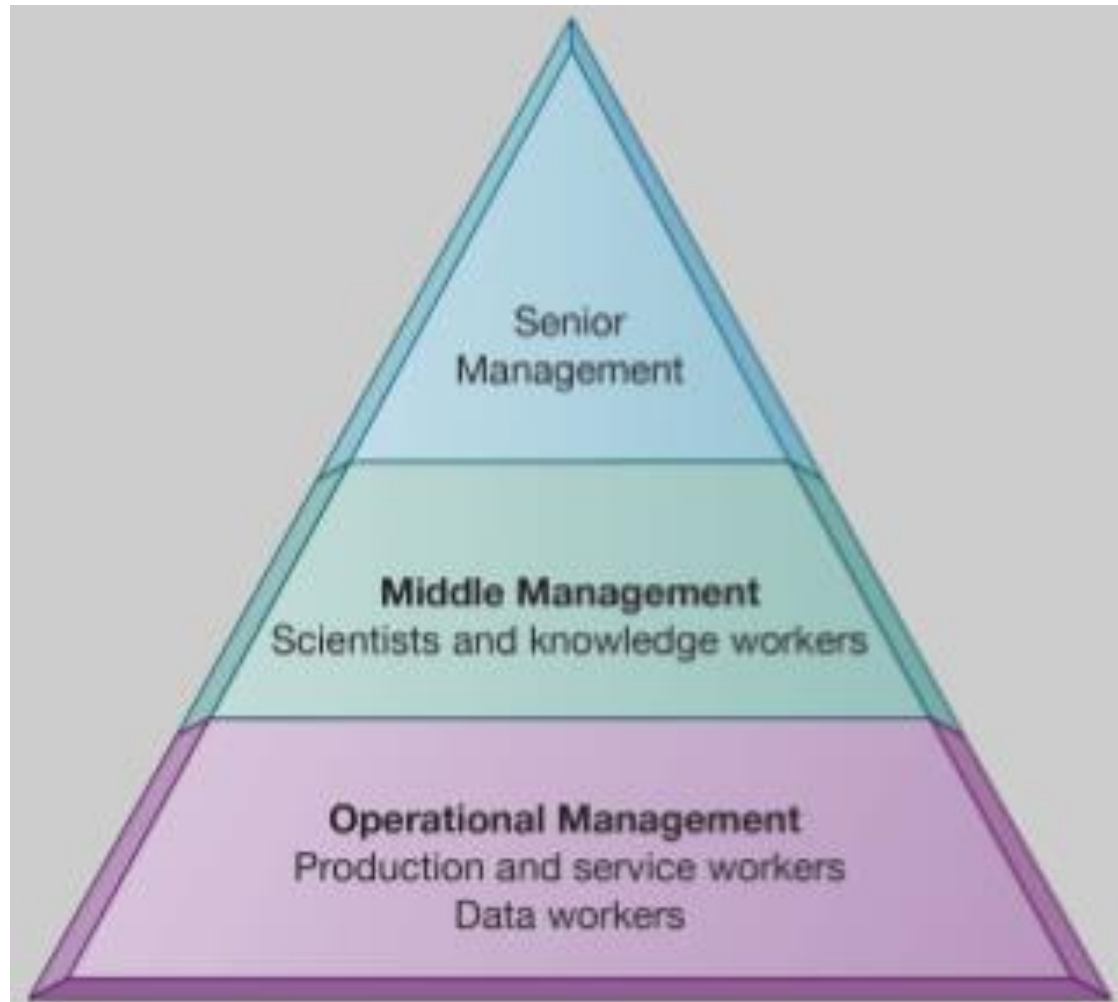 Senior
Management
Middle Management
Scientists and knowledge workers
Operational Management
Production and service workers
Data workers